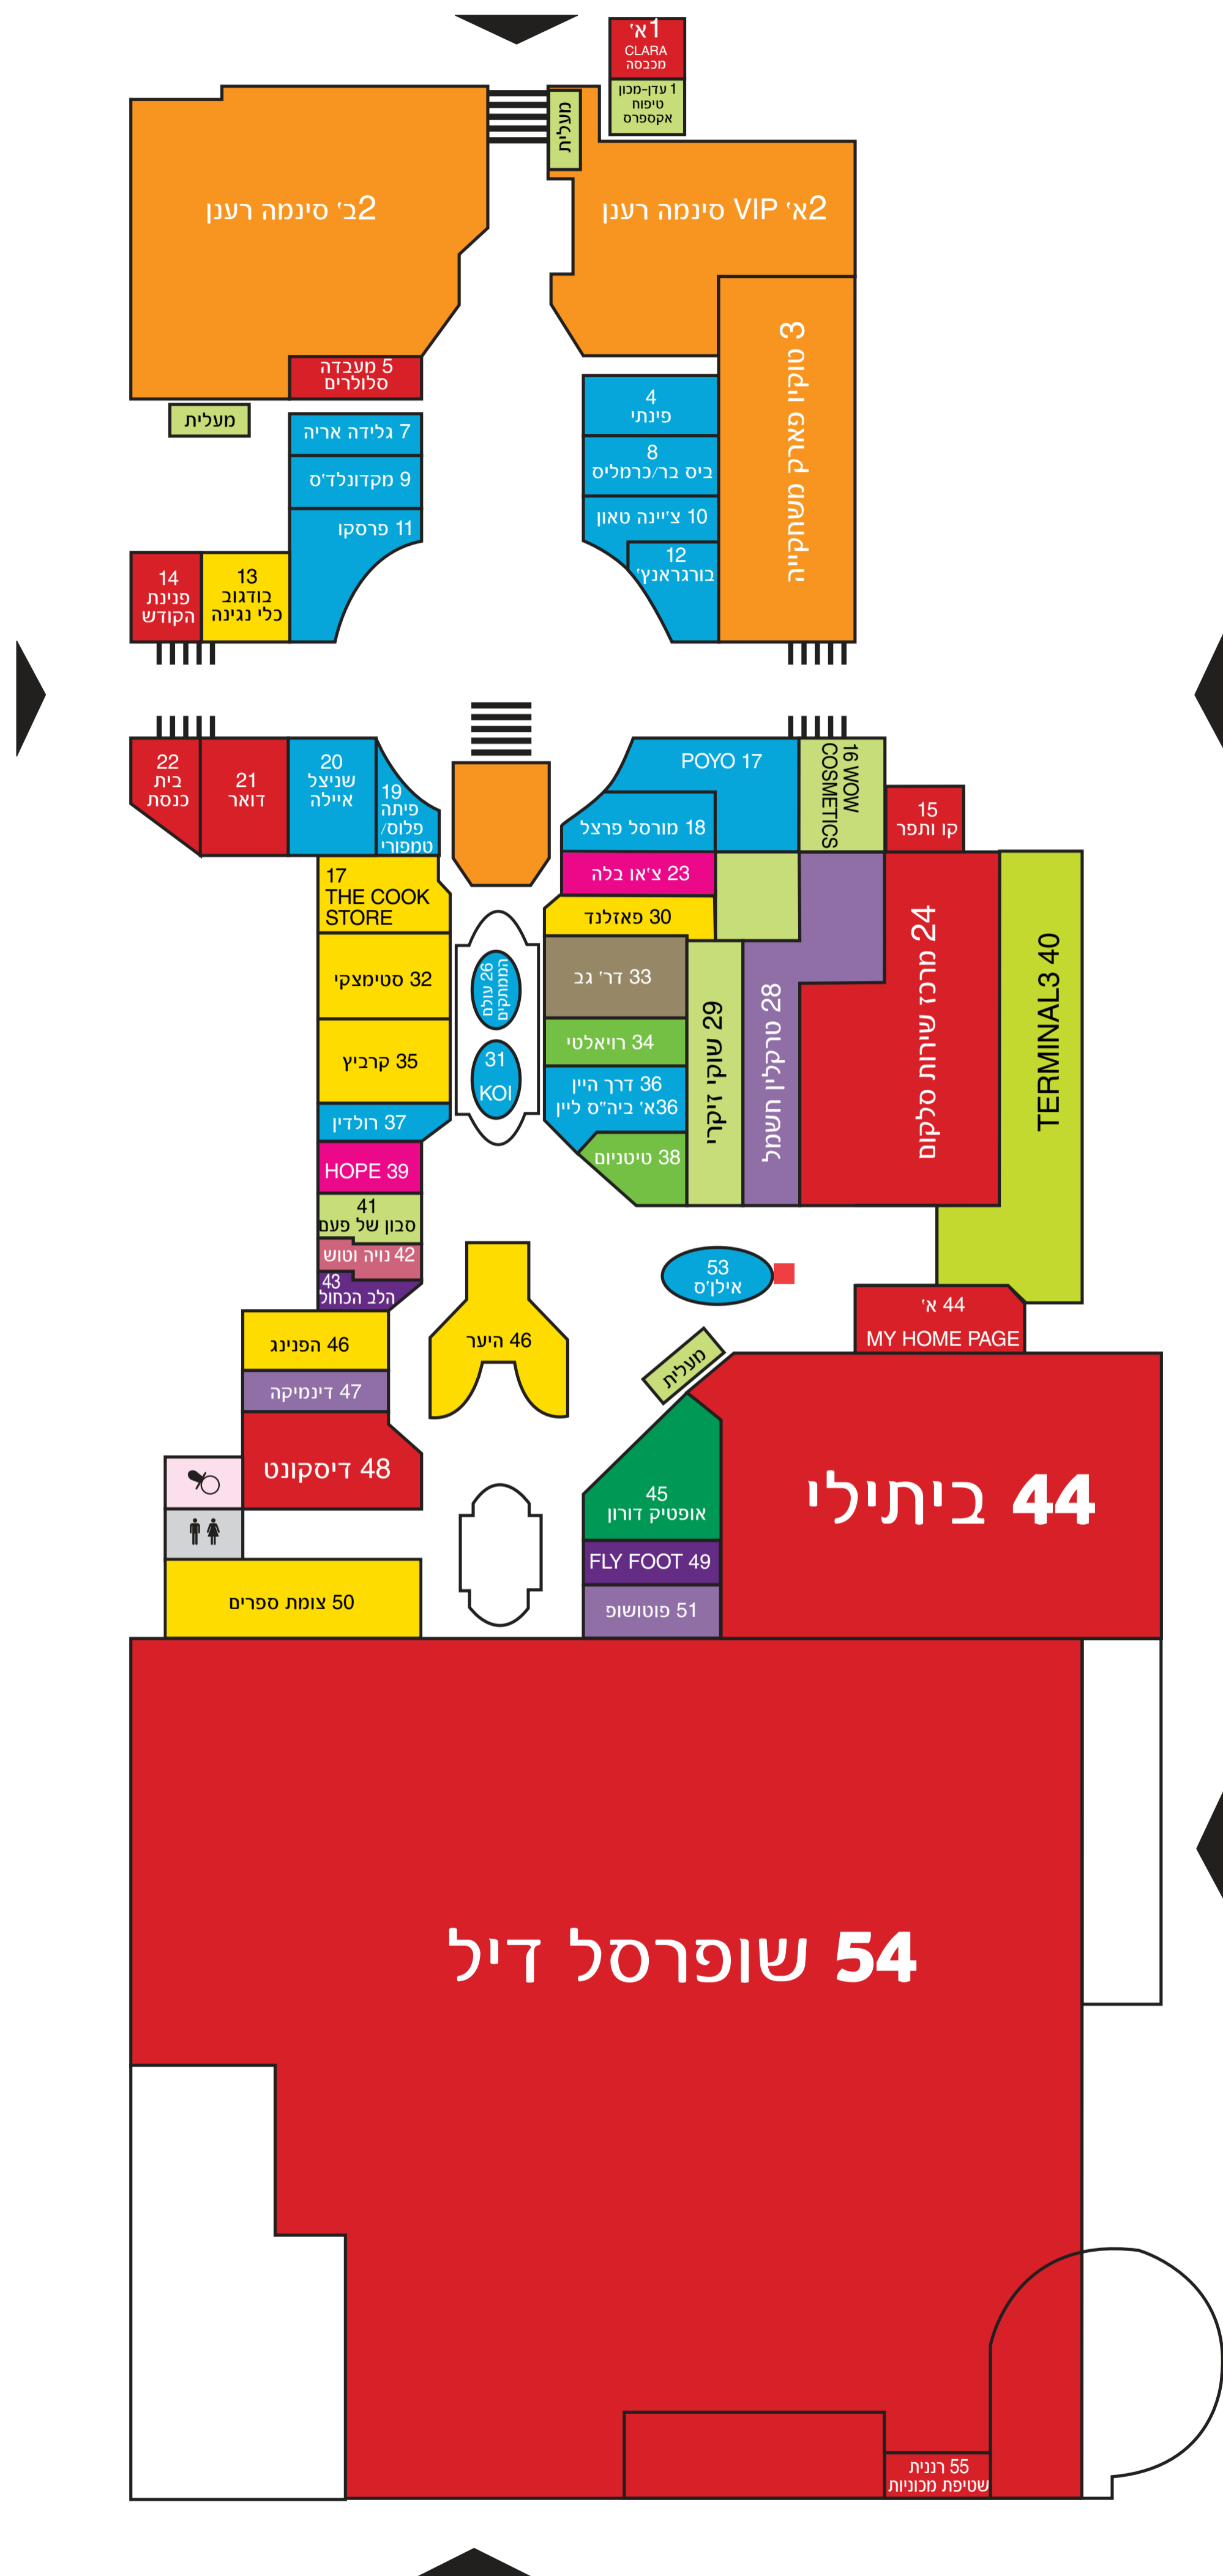 1א'
CLARA
מכבסה
1 עדן-מכון
טיפוח
אקספרס
מעלית
2ב' סינמה רענן
2א' VIP סינמה רענן
3 טוקיו פארק משחקייה
5 מעבדה
סלולרים
מעלית
4
פינתי
7 גלידה אריה
8
ביס בר/כרמליס
9 מקדונלד'ס
10 צ'יינה טאון
11 פרסקו
12
בורגראנץ'
14
פנינת
הקודש
13
בודגוב
כלי נגינה
22
בית
כנסת
21
דואר
20
שניצל
איילה
19
פיתה
פלוס/
טמפורי
POYO 17
16 WOW
COSMETICS
15
קו ותפר
18 מורסל פרצל
23 צ'או בלה
17
THE COOK
STORE
30 פאזלנד
24 מרכז שירות סלקום
TERMINAL3 40
32 סטימצקי
26 עולם
הממתקים
33 דר' גב
29 שוקי זיקרי
28 טרקלין חשמל
34 רויאלטי
35 קרביץ
31
KOI
36 דרך היין
36א' ביה"ס ליין
37 רולדין
38 טיטניום
HOPE 39
41
סבון של פעם
42 נויה וטוש
43
הלב הכחול
53
אילן'ס
44 א'
MY HOME PAGE
46 הפנינג
46 היער
מעלית
47 דינמיקה
48 דיסקונט
44 ביתילי
45
אופטיק דורון
FLY FOOT 49
50 צומת ספרים
51 פוטושופ
54 שופרסל דיל
55 רננית
שטיפת מכוניות